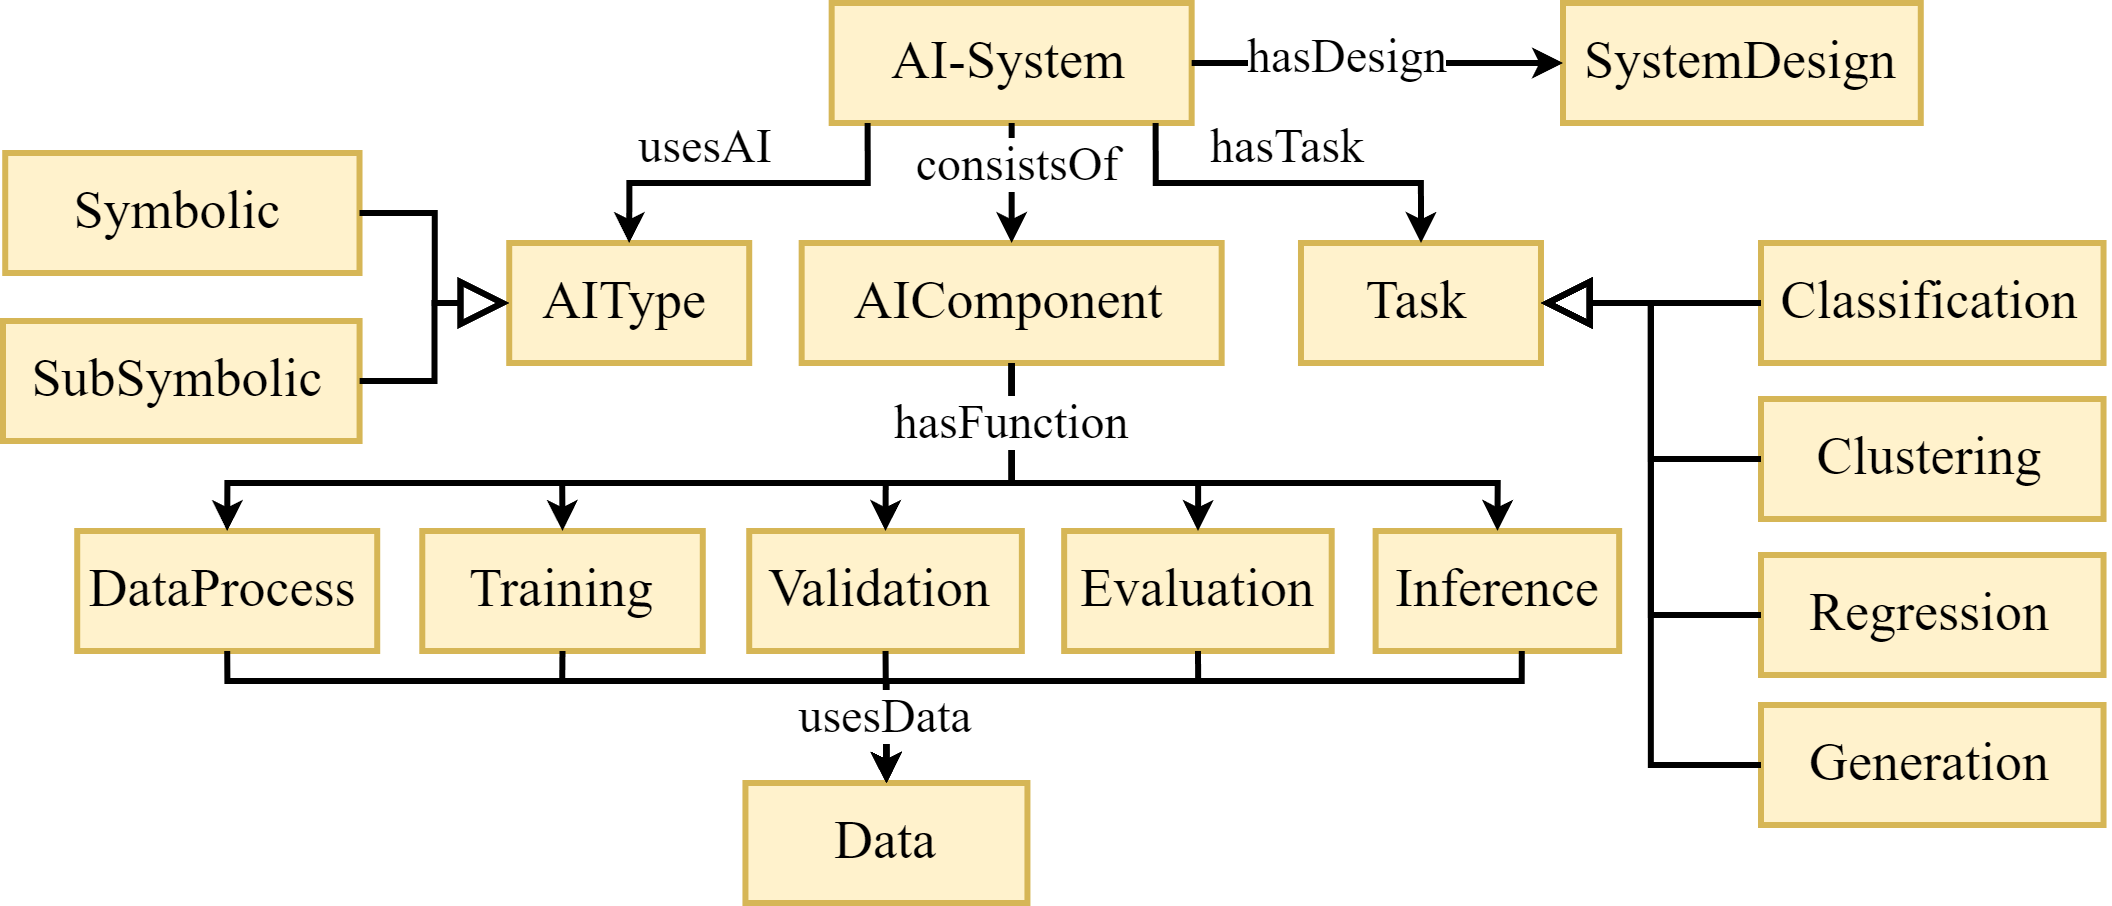 AI-System
hasDesign
SystemDesign
usesAI
consistsOf
hasTask
Symbolic
SubSymbolic
AIType
AIComponent
Task
Classification
Clustering
Regression
Generation
hasFunction
DataProcess
Training
Validation
Evaluation
Inference
usesData
Data